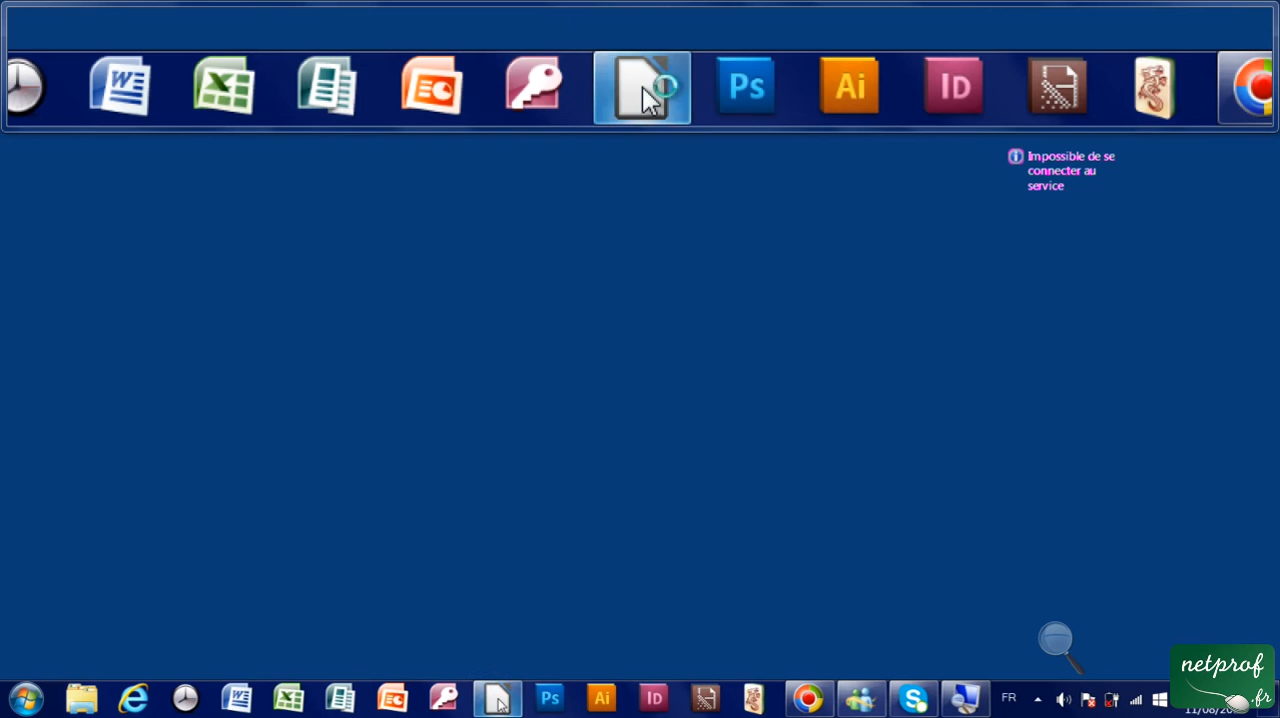 W
X
Ps
Ai
Id
Impossible de se
connecter au
service
netprof
.fr
W
X
Ps
Ai
Id
S
FR